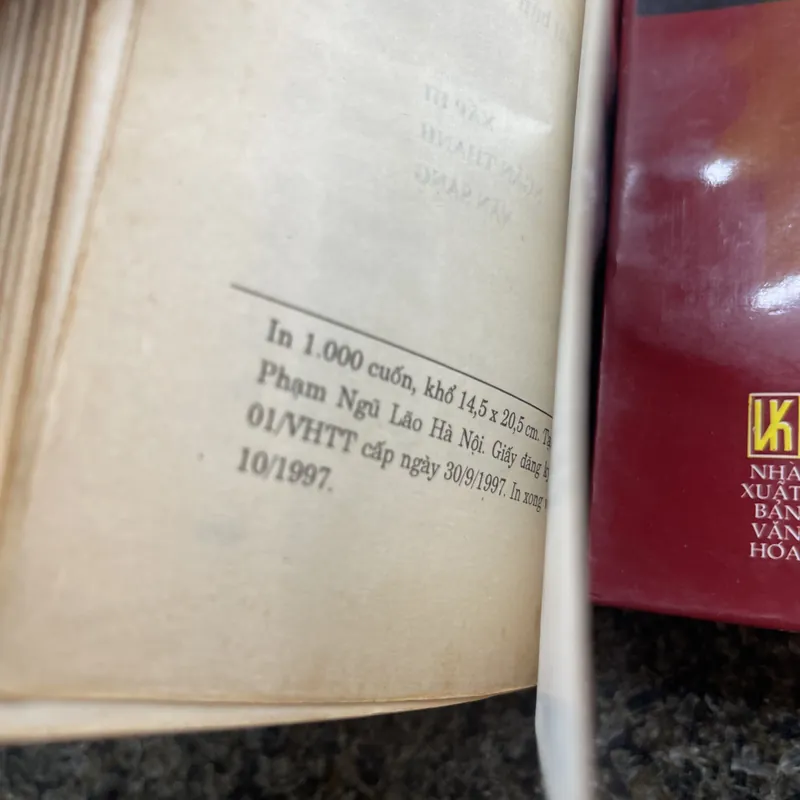 In 1.000 cuốn, khổ 14,5 x 20,5 cm.
Phạm Ngũ Lão Hà Nội. Giấy đăng
01/VHTT cấp ngày 30/9/1997. In xong
10/1997.
NHÀ
XUẤT
BẢN
VĂN
HÓA